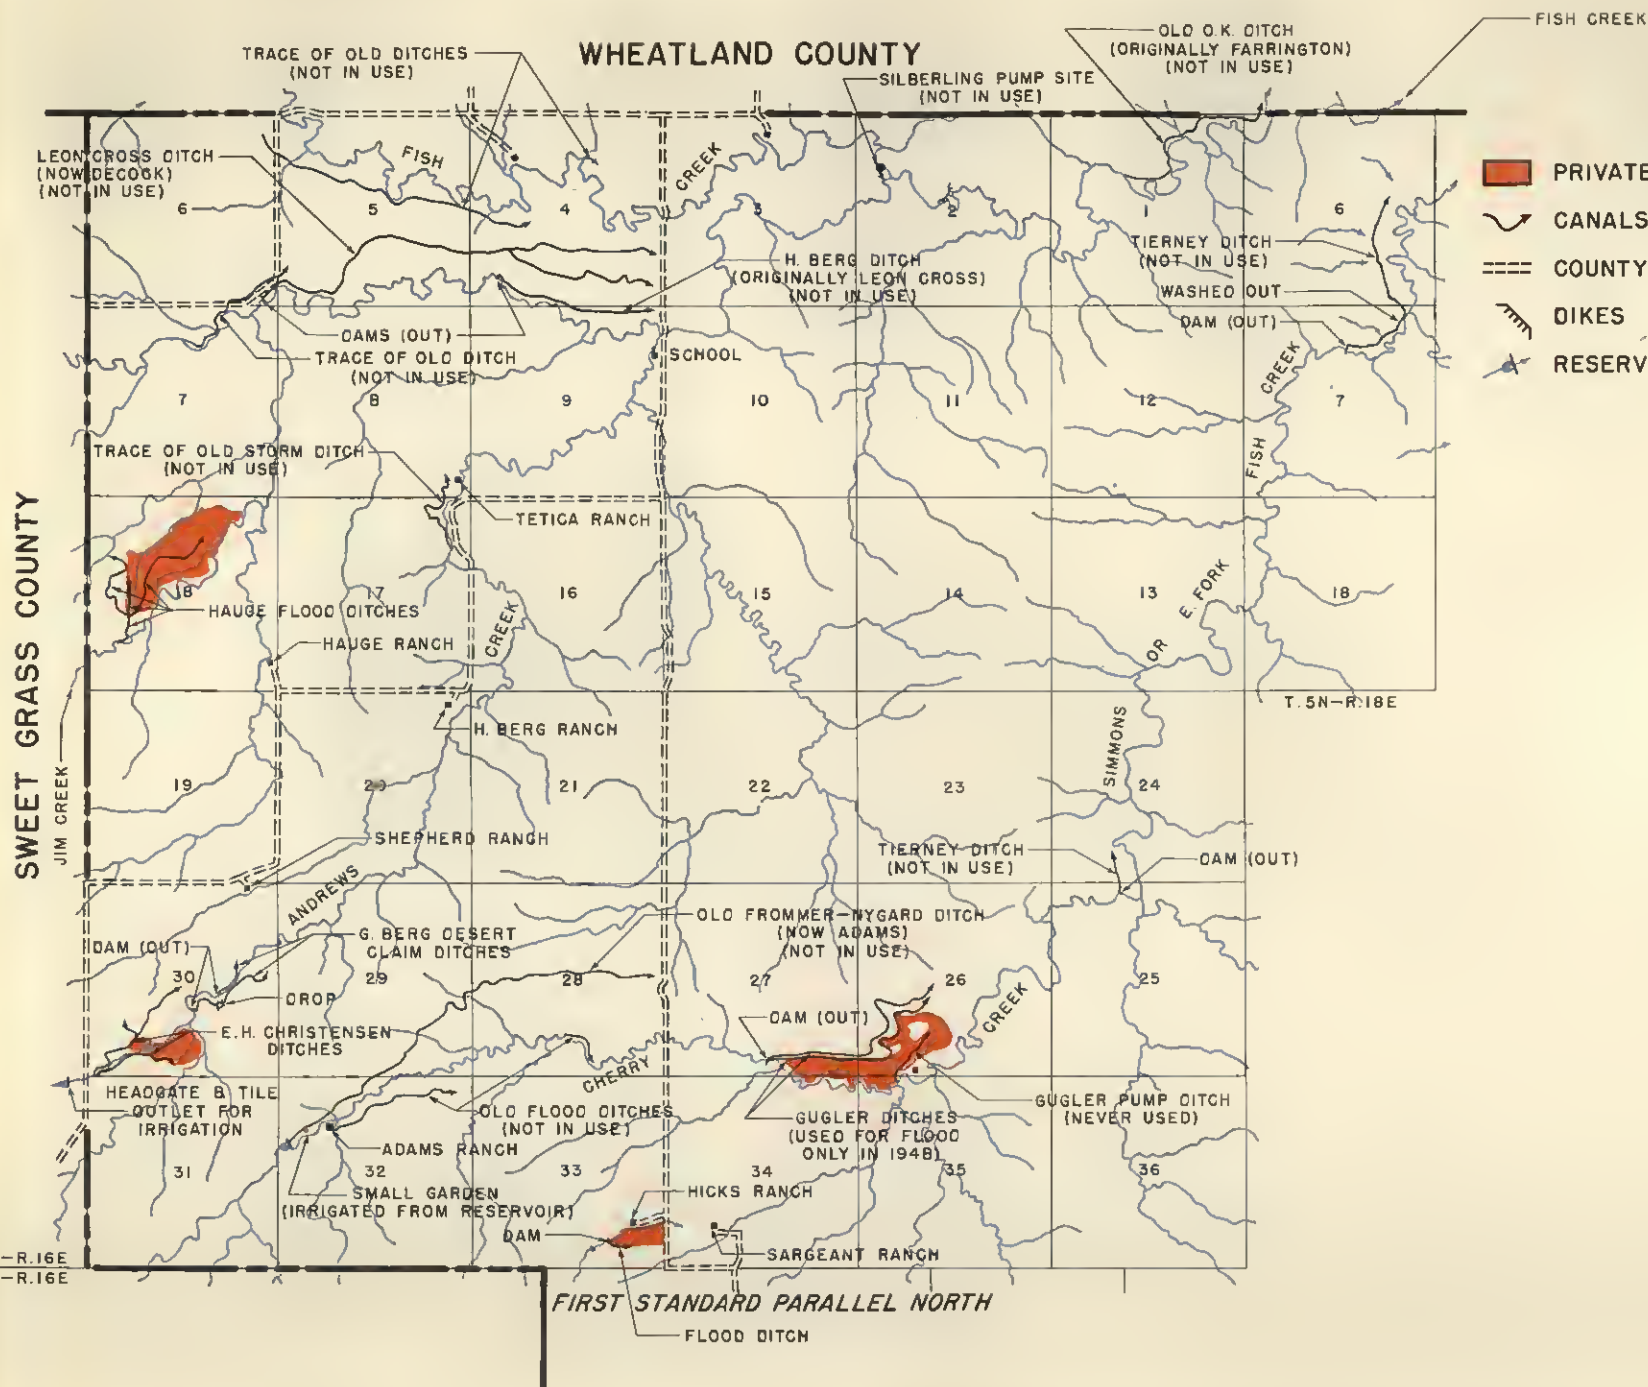 FISH CREEK
WHEATLAND COUNTY
OLD O.K. DITCH
(ORIGINALLY FARRINGTON)
(NOT IN USE)
TRACE OF OLD DITCHES
(NOT IN USE)
SILBERLING PUMP SITE
(NOT IN USE)
LEON CROSS DITCH
(NOW DECOCK)
(NOT IN USE)
FISH
CREEK
PRIVATE
CANALS
COUNTY
DIKES
RESERV
6
5
4
3
2
1
6
TIERNEY DITCH
(NOT IN USE)
H. BERG DITCH
(ORIGINALLY LEON CROSS)
(NOT IN USE)
WASHED OUT
DAM (OUT)
DAMS (OUT)
TRACE OF OLD DITCH
(NOT IN USE)
SCHOOL
CREEK
FISH
7
8
9
10
11
12
7
TRACE OF OLD STORM DITCH
(NOT IN USE)
TETICA RANCH
SWEET GRASS COUNTY
18
17
16
15
14
13
18
HAUGE FLOOD DITCHES
HAUGE RANCH
CREEK
OR E. FORK
T. 5N-R.18E
H. BERG RANCH
JIM CREEK
SIMMONS
19
20
21
22
23
24
SHEPHERD RANCH
TIERNEY DITCH
(NOT IN USE)
DAM (OUT)
ANDREWS
OLD FROMMER-NYGARD DITCH
(NOW ADAMS)
(NOT IN USE)
G. BERG DESERT
CLAIM DITCHES
DAM (OUT)
30
29
28
27
26
25
DROP
DAM (OUT)
CREEK
E.H. CHRISTENSEN
DITCHES
CHERRY
HEADGATE & TILE
OUTLET FOR
IRRIGATION
OLD FLOOD DITCHES
(NOT IN USE)
GUGLER DITCHES
(USED FOR FLOOD
ONLY IN 1948)
GUGLER PUMP DITCH
(NEVER USED)
ADAMS RANCH
31
32
33
34
35
36
SMALL GARDEN
(IRRIGATED FROM RESERVOIR)
HICKS RANCH
DAM
SARGEANT RANCH
-R.16E
-R.16E
FIRST STANDARD PARALLEL NORTH
FLOOD DITCH